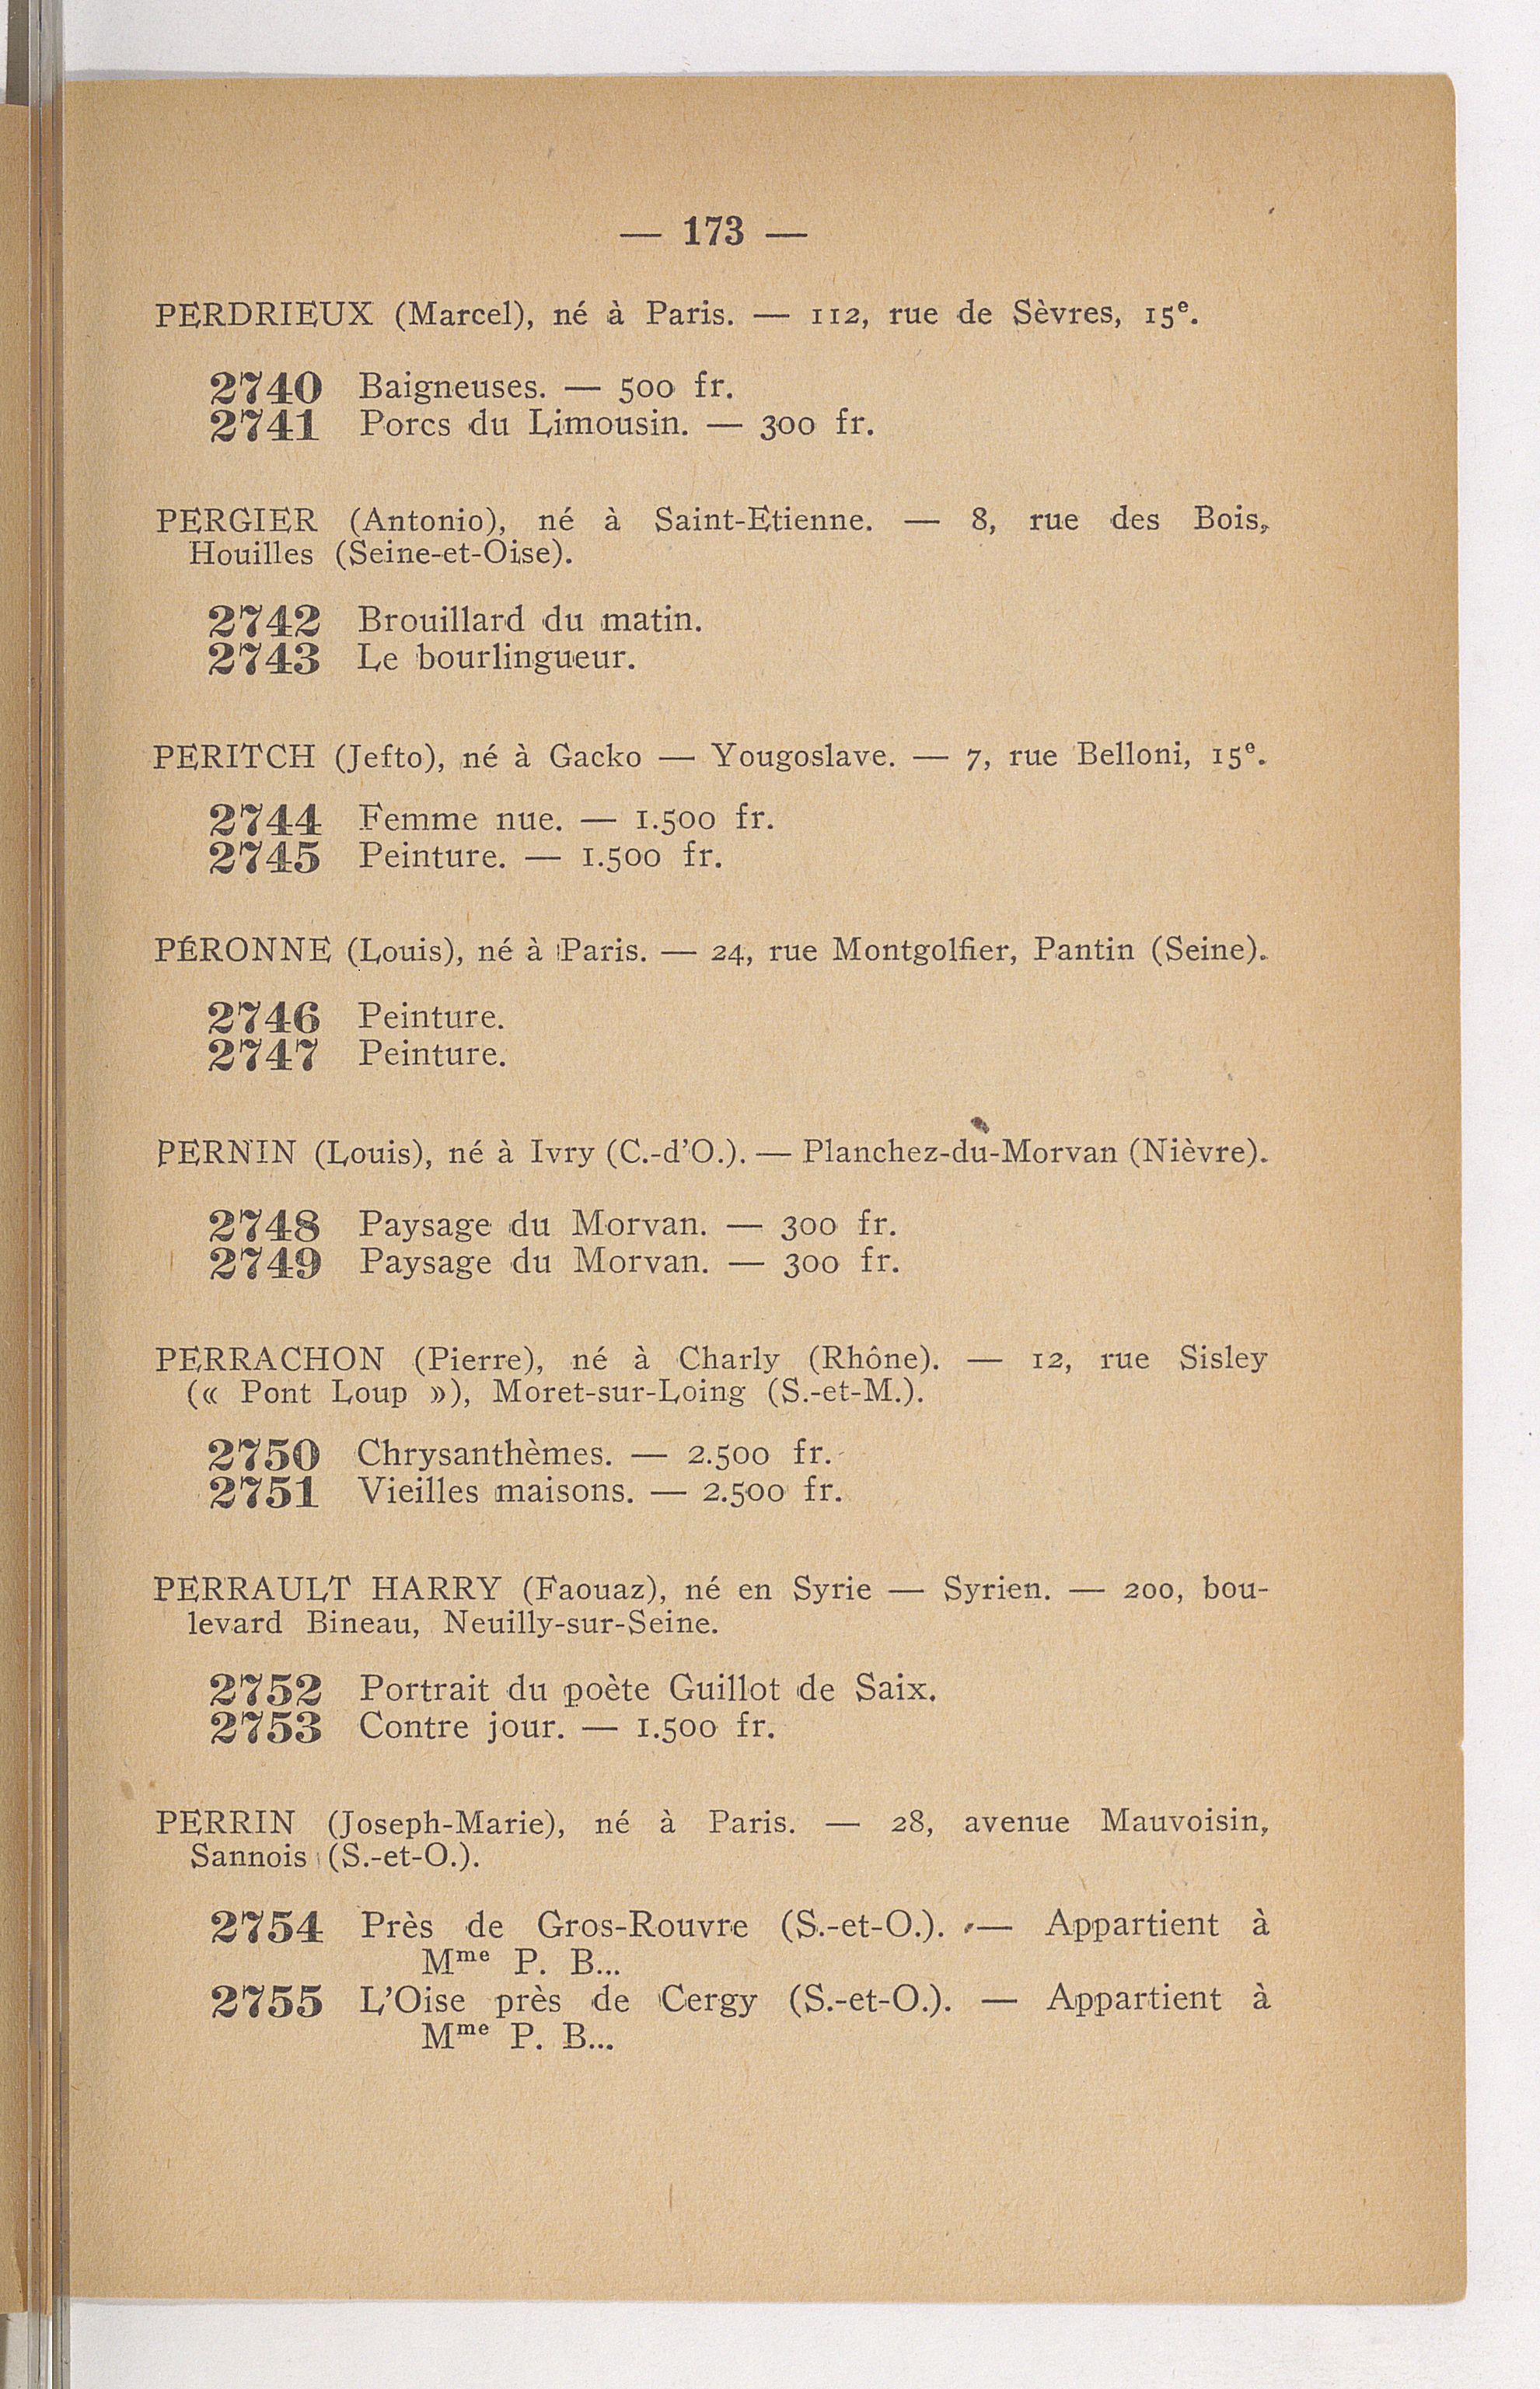 — 173 —
PERDRIEUX (Marcel), né à Paris. — 112, rue de Sèvres, 15e.
2740 Baigneuses. — 500 fr.
2741 Porcs du Limousin. — 300 fr.
PERGIER (Antonio), né à Saint-Etienne. — 8, rue des Bois,
Houilles (Seine-et-Oise).
2742 Brouillard du matin.
2743 Le bourlingueur.
PERITCH (Jefto), né à Gacko — Yougoslave. — 7, rue Belloni, 15e.
2744 Femme nue. — 1.500 fr.
2745 Peinture. — 1.500 fr.
PÉRONNE (Louis), né à Paris. — 24, rue Montgolfier, Pantin (Seine).
2746 Peinture.
2747 Peinture.
PERNIN (Louis), né à Ivry (C.-d'O.). — Planchez-du-Morvan (Nièvre).
2748 Paysage du Morvan. — 300 fr.
2749 Paysage du Morvan. — 300 fr.
PERRACHON (Pierre), né à Charly (Rhône). — 12, rue Sisley
(« Pont Loup »), Moret-sur-Loing (S.-et-M.).
2750 Chrysanthèmes. — 2.500 fr.
2751 Vieilles maisons. — 2.500 fr.
PERRAULT HARRY (Faouaz), né en Syrie — Syrien. — 200, bou-
levard Bineau, Neuilly-sur-Seine.
2752 Portrait du poète Guillot de Saix.
2753 Contre jour. — 1.500 fr.
PERRIN (Joseph-Marie), né à Paris. — 28, avenue Mauvoisin,
Sannois (S.-et-O.).
2754 Près de Gros-Rouvre (S.-et-O.). — Appartient à
Mme P. B...
2755 L'Oise près de Cergy (S.-et-O.). — Appartient à
Mme P. B...